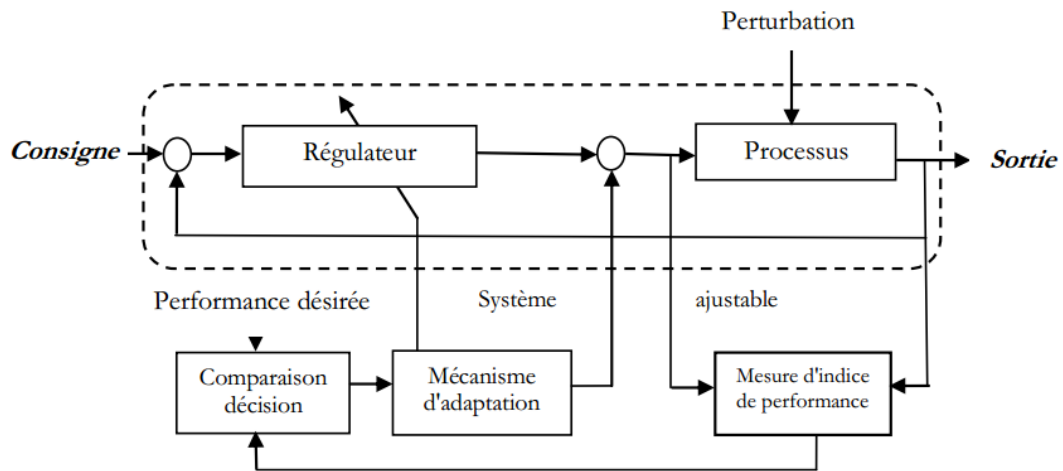 Perturbation
Consigne
Régulateur
Processus
Sortie
Performance désirée
Système
ajustable
Comparaison
décision
Mécanisme
d'adaptation
Mesure d'indice
de performance